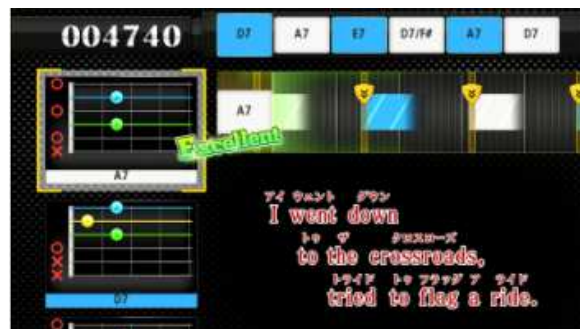 004740
D7 A7 E7 D7/F# A7 D7
A7
Excellent
A7
アイ ウェント ダウン
I went down
トゥ ザ クロスローズ
to the crossroads,
トライド トゥ フラッグ ア ライド
tried to flag a ride.
D7